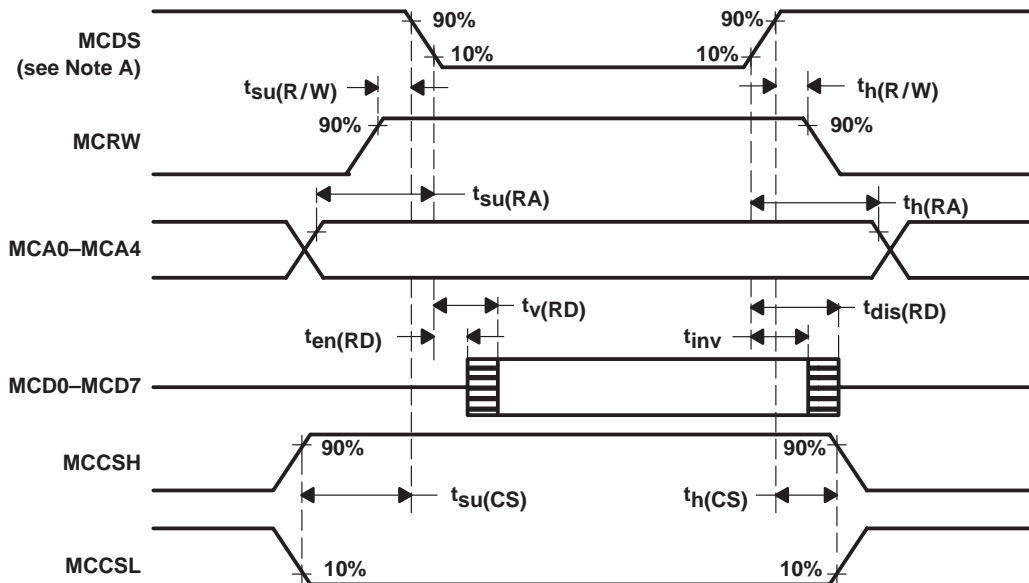 MCDS
(see Note A)
90%
10%
10%
90%
tsu(R/W)
th(R/W)
MCRW
90%
90%
tsu(RA)
th(RA)
MCA0–MCA4
tv(RD)
tdis(RD)
ten(RD)
tinv
MCD0–MCD7
MCCSH
90%
90%
tsu(CS)
th(CS)
MCCSL
10%
10%